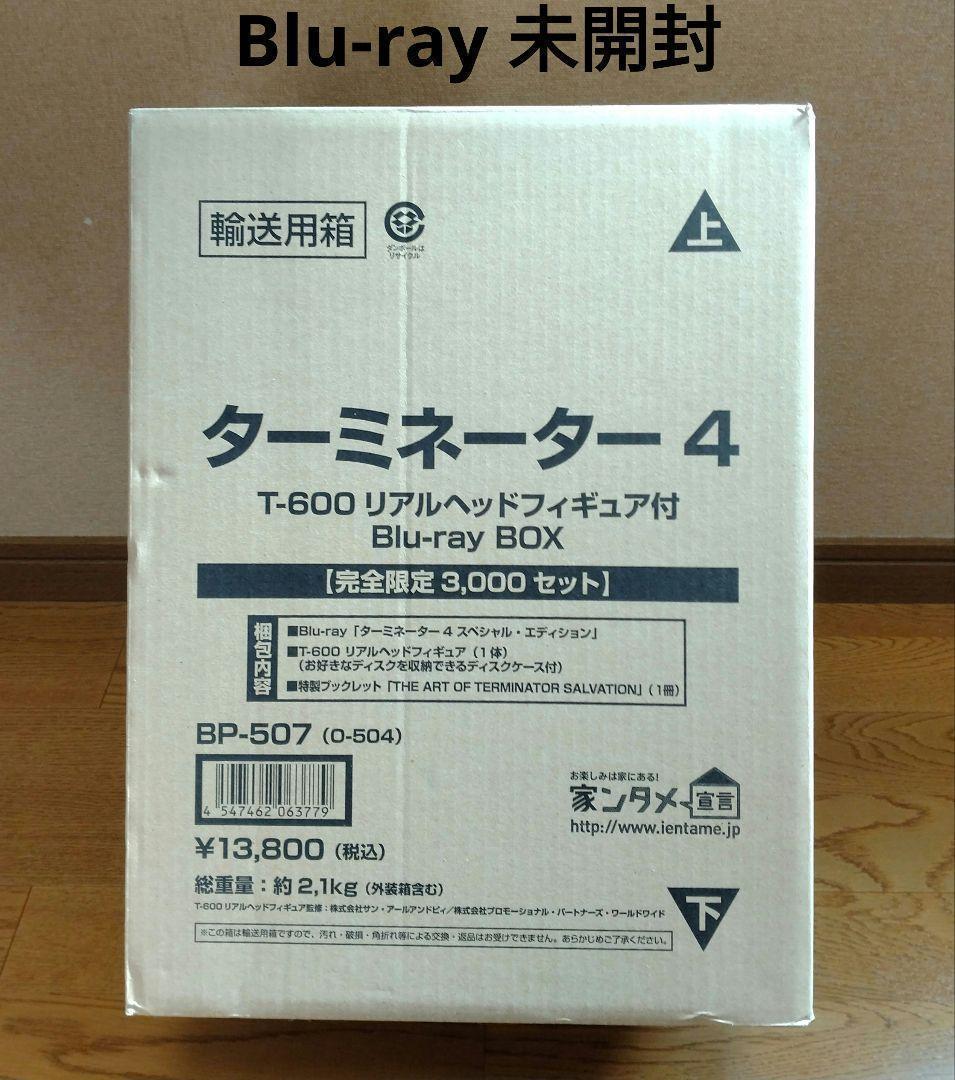 Blu-ray 未開封
輸送用箱
ダンボールは
リサイクル
上
ターミネーター 4
T-600 リアルヘッドフィギュア付
Blu-ray BOX
【完全限定 3,000 セット】
梱包内容
■Blu-ray「ターミネーター 4 スペシャル・エディション」
■T-600 リアルヘッドフィギュア（1体）
（お好きなディスクを収納できるディスクケース付）
■特製ブックレット「THE ART OF TERMINATOR SALVATION」（1冊）
BP-507（O-504）
4 547462 063779
お楽しみは家にある!
家ンタメ宣言
http://www.ientame.jp
¥13,800（税込）
総重量：約 2,1kg（外装箱含む）
T-600 リアルヘッドフィギュア監修：株式会社サン・アールアンドピィ／株式会社プロモーショナル・パートナーズ・ワールドワイド
下
※この箱は輸送用箱ですので、汚れ・破損・角折れ等による交換・返品はお受けできません。あらかじめご了承ください。